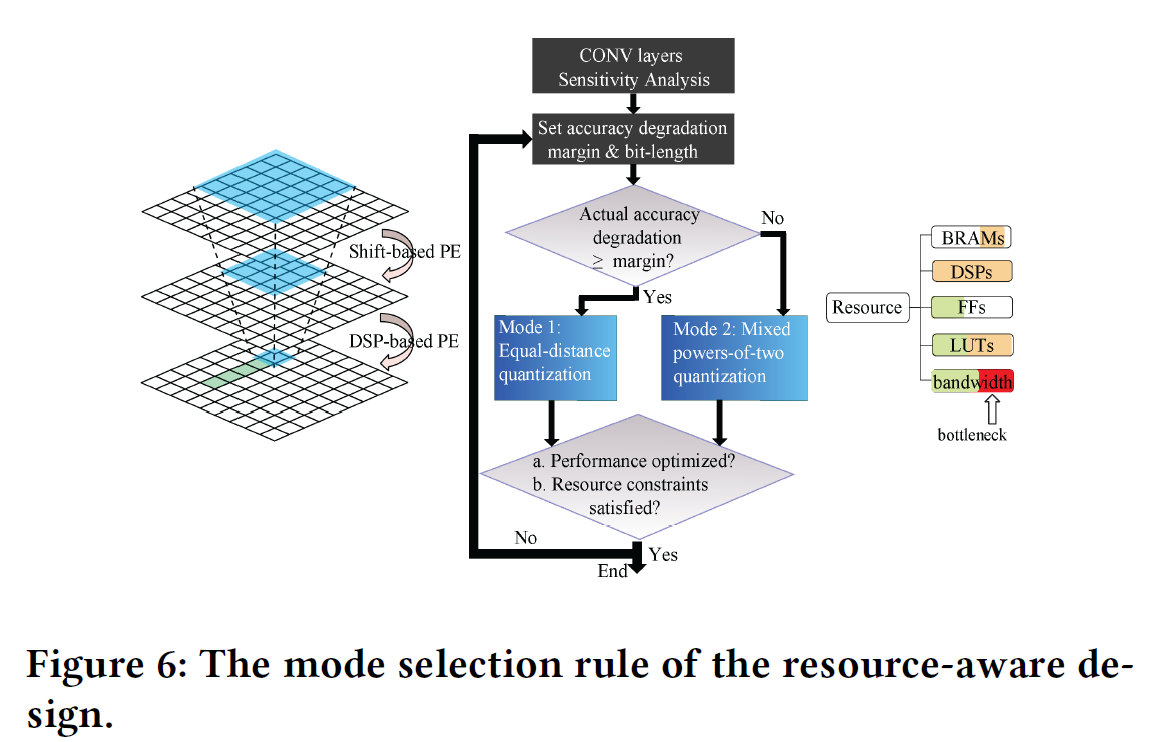 CONV layers
Sensitivity Analysis
Set accuracy degradation
margin & bit-length
Actual accuracy
degradation
≥ margin?
No
Yes
Shift-based PE
DSP-based PE
Mode 1:
Equal-distance
quantization
Mode 2: Mixed
powers-of-two
quantization
a. Performance optimized?
b. Resource constraints
satisfied?
No
Yes
End
Resource
BRAMs
DSPs
FFs
LUTs
bandwidth
bottleneck
Figure 6: The mode selection rule of the resource-aware de-
sign.